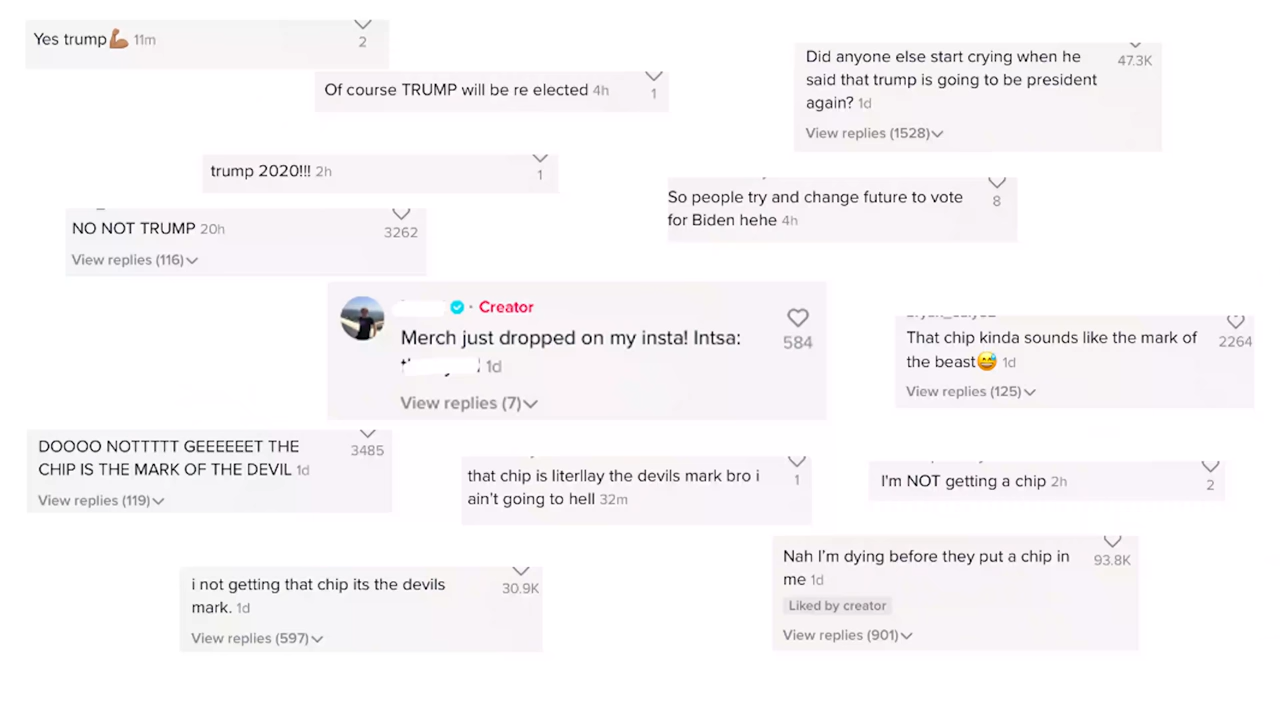 Yes trump💪🏽 11m
2
Of course TRUMP will be re elected 4h
1
Did anyone else start crying when he
said that trump is going to be president
again? 1d
47.3K
View replies (1528)
trump 2020!!! 2h
1
So people try and change future to vote
for Biden hehe 4h
8
NO NOT TRUMP 20h
3262
View replies (116)
· Creator
Merch just dropped on my insta! Intsa:
1d
584
View replies (7)
That chip kinda sounds like the mark of
the beast😅 1d
2264
View replies (125)
DOOOO NOTTTTT GEEEEEET THE
CHIP IS THE MARK OF THE DEVIL 1d
3485
View replies (119)
that chip is literllay the devils mark bro i
ain't going to hell 32m
1
I'm NOT getting a chip 2h
2
i not getting that chip its the devils
mark. 1d
30.9K
View replies (597)
Nah I'm dying before they put a chip in
me 1d
93.8K
Liked by creator
View replies (901)